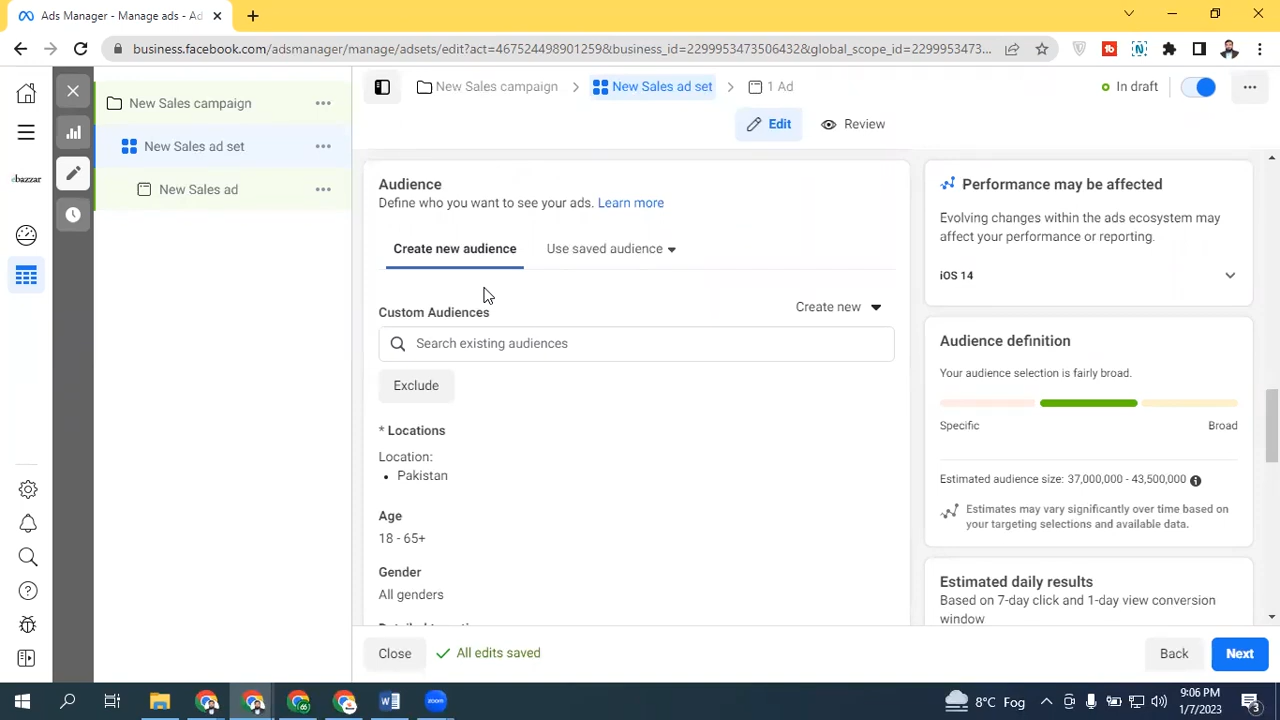 Ads Manager - Manage ads - Ad
business.facebook.com/adsmanager/manage/adsets/edit?act=467524498901259&business_id=2299953473506432&global_scope_id=2299953473...
New Sales campaign
New Sales ad set
1 Ad
In draft
Edit
Review
New Sales campaign
New Sales ad set
New Sales ad
ebazzar
Audience
Define who you want to see your ads. Learn more
Create new audience
Use saved audience
Custom Audiences
Create new
Search existing audiences
Exclude
* Locations
Location:
• Pakistan
Age
18 - 65+
Gender
All genders
Performance may be affected
Evolving changes within the ads ecosystem may
affect your performance or reporting.
iOS 14
Audience definition
Your audience selection is fairly broad.
Specific
Broad
Estimated audience size: 37,000,000 - 43,500,000
Estimates may vary significantly over time based on
your targeting selections and available data.
Estimated daily results
Based on 7-day click and 1-day view conversion
window
Close
All edits saved
Back
Next
8°C Fog
9:06 PM
1/7/2023
3
zoom